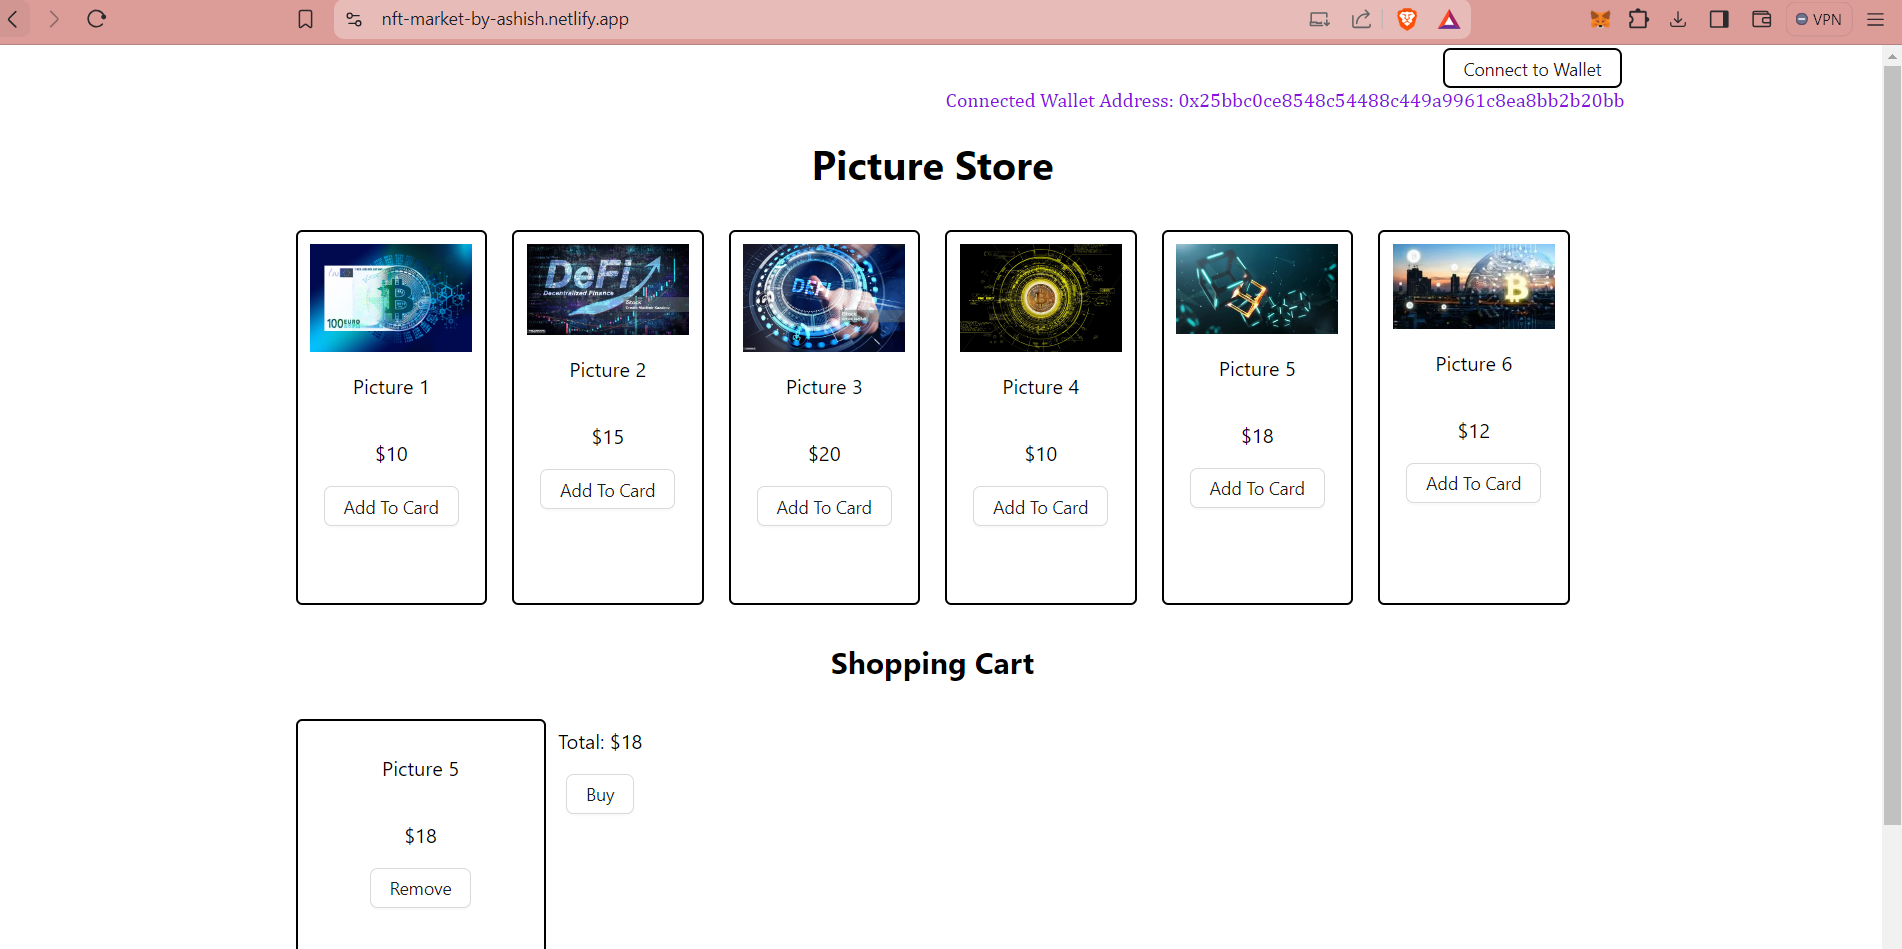 nft-market-by-ashish.netlify.app
VPN
Connect to Wallet
Connected Wallet Address: 0x25bbc0ce8548c54488c449a9961c8ea8bb2b20bb
Picture Store
100 EURO
DeFi
Decentralized Finance
iStock
DEFI
iStock
Picture 1
Picture 2
Picture 3
Picture 4
Picture 5
Picture 6
$10
$15
$20
$10
$18
$12
Add To Card
Add To Card
Add To Card
Add To Card
Add To Card
Add To Card
Shopping Cart
Picture 5
$18
Remove
Total: $18
Buy